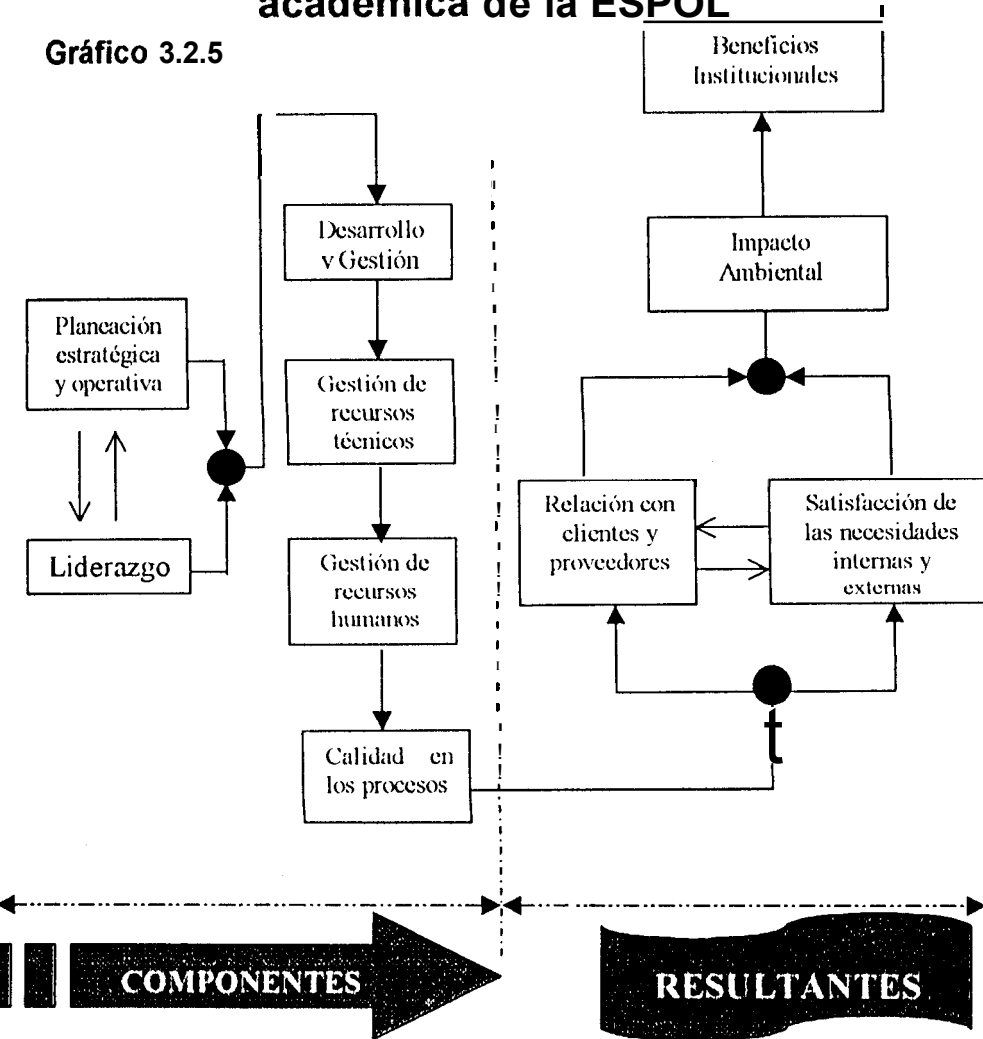 académica de la ESPOL
Gráfico 3.2.5
Planeación
estratégica
y operativa
Liderazgo
Desarrollo
y Gestión
Gestión de
recursos
técnicos
Gestión de
recursos
humanos
Calidad en
los procesos
Beneficios
Institucionales
Impacto
Ambiental
Relación con
clientes y
proveedores
Satisfacción de
las necesidades
internas y
externas
t
COMPONENTES
RESULTANTES